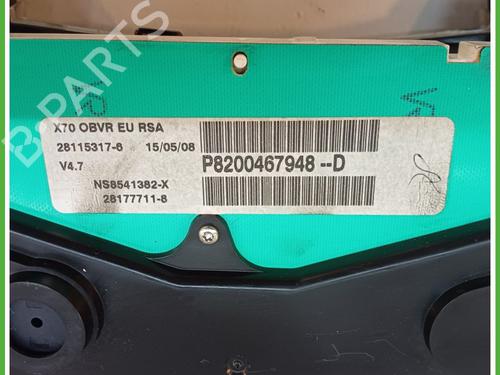 B-PARTS
X70 OBVR EU RSA
28115317-6 15/05/08
V4.7
P8200467948--D
NS8541382-X
28177711-8